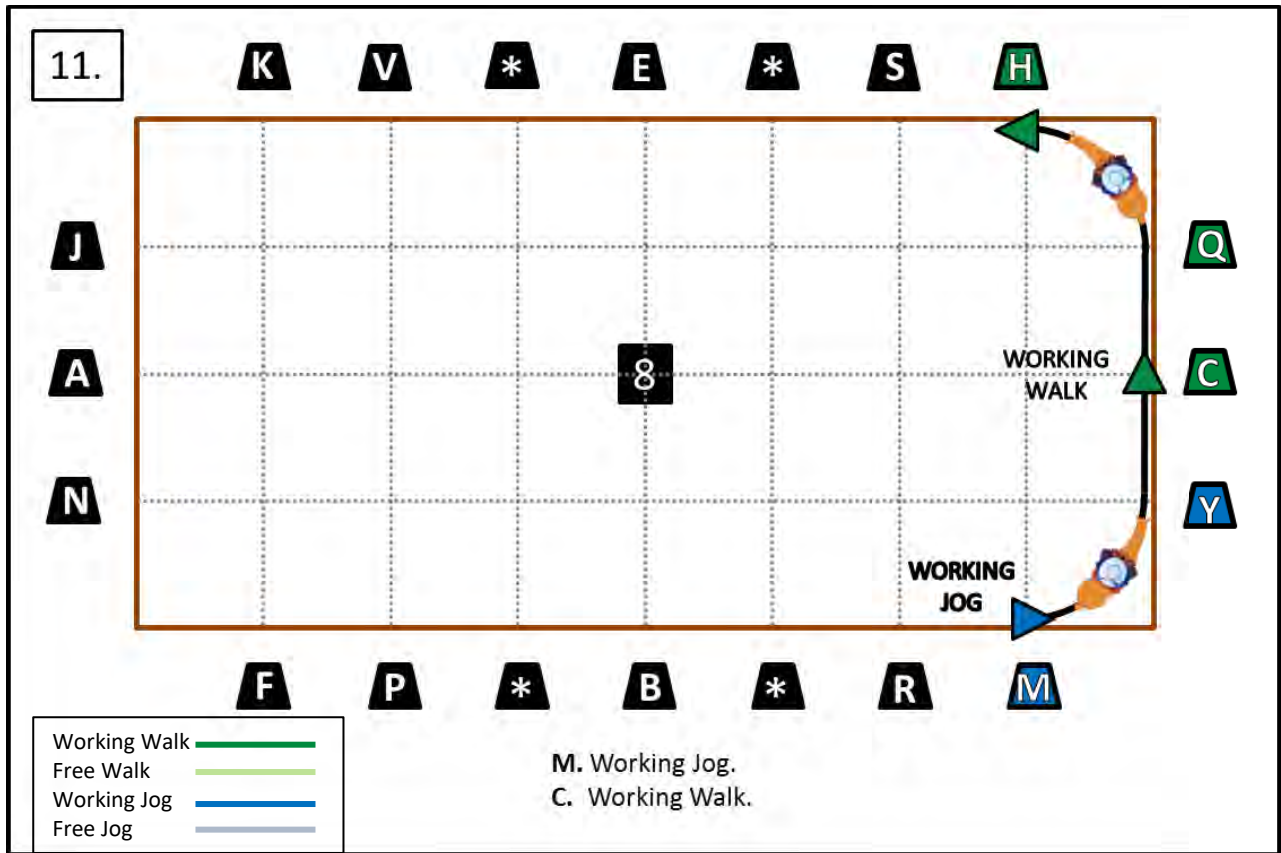 11.
K V * E * S H
J
Q
WORKING
WALK
A
8
C
N
Y
WORKING
JOG
F P * B * R M
Working Walk
Free Walk
Working Jog
Free Jog
M. Working Jog.
C. Working Walk.